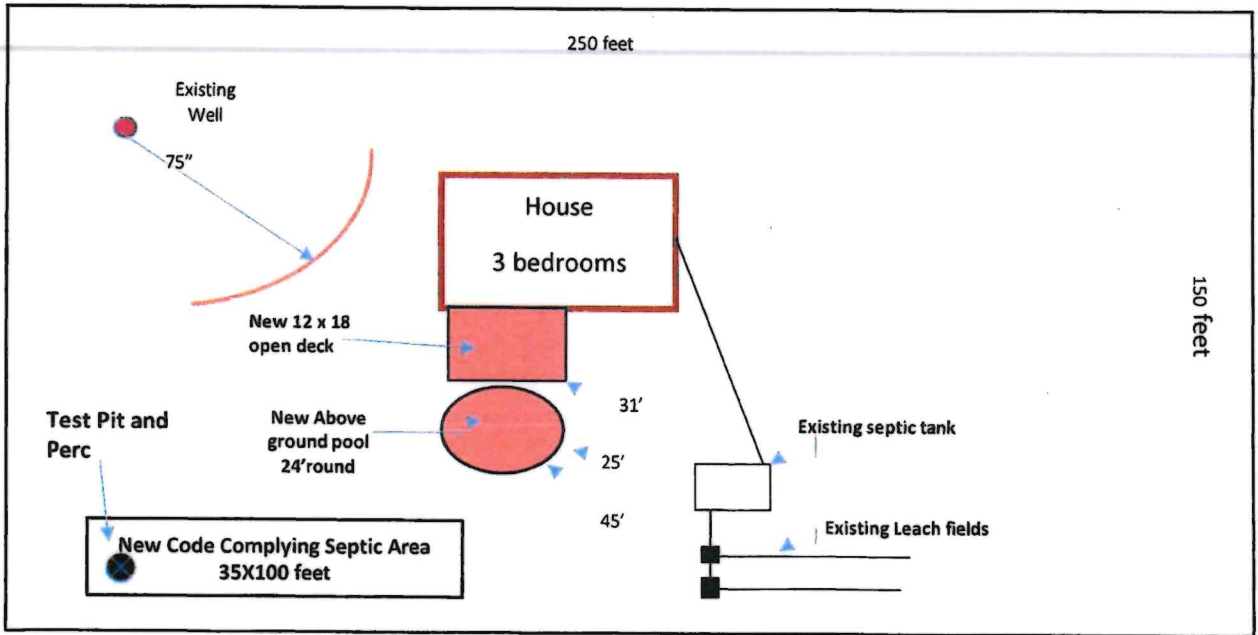 250 feet
Existing
Well
75”
House
3 bedrooms
150 feet
New 12 x 18
open deck
31’
New Above
ground pool
24’round
Test Pit and
Perc
Existing septic tank
25’
45’
Existing Leach fields
New Code Complying Septic Area
35X100 feet